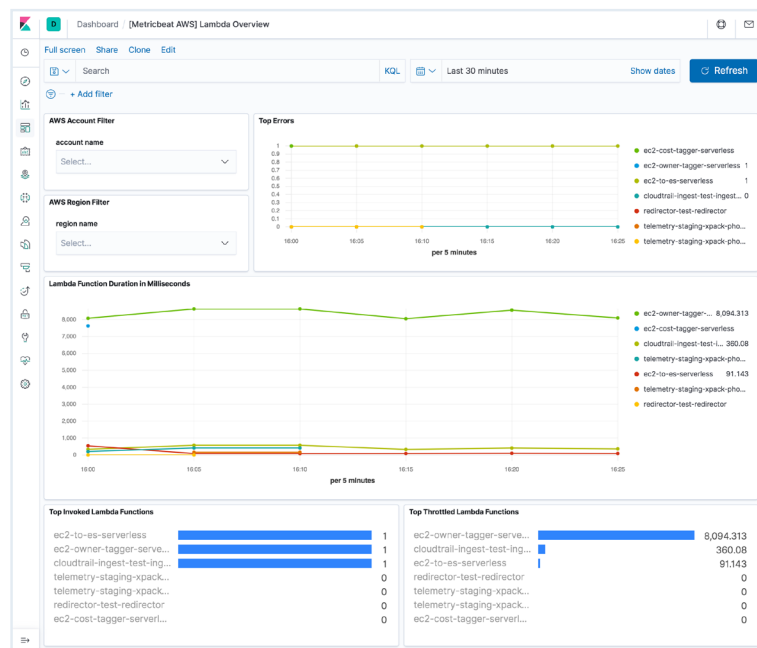 D Dashboard / [Metricbeat AWS] Lambda Overview
Full screen Share Clone Edit
Search KQL Last 30 minutes Show dates Refresh
+ Add filter
AWS Account Filter
account name
Select...
AWS Region Filter
region name
Select...
Top Errors
1
0.9
0.8
0.7
0.6
0.5
0.4
0.3
0.2
0.1
0
16:00 16:05 16:10 16:15 16:20 16:25
per 5 minutes
ec2-cost-tagger-serverless
ec2-owner-tagger-serverless 1
ec2-to-es-serverless 1
cloudtrail-ingest-test-ingest... 0
redirector-test-redirector
telemetry-staging-xpack-pho...
telemetry-staging-xpack-pho...
Lambda Function Duration in Milliseconds
8,000
7,000
6,000
5,000
4,000
3,000
2,000
1,000
0
16:00 16:05 16:10 16:15 16:20 16:25
per 5 minutes
ec2-owner-tagger-... 8,094.313
ec2-cost-tagger-serverless
cloudtrail-ingest-test-i... 360.08
telemetry-staging-xpack-pho...
ec2-to-es-serverless 91.143
telemetry-staging-xpack-pho...
redirector-test-redirector
Top Invoked Lambda Functions
ec2-to-es-serverless 1
ec2-owner-tagger-serve... 1
cloudtrail-ingest-test-ing... 1
telemetry-staging-xpack... 0
telemetry-staging-xpack... 0
redirector-test-redirector 0
ec2-cost-tagger-serverl... 0
Top Throttled Lambda Functions
ec2-owner-tagger-serve... 8,094.313
cloudtrail-ingest-test-ing... 360.08
ec2-to-es-serverless 91.143
redirector-test-redirector 0
telemetry-staging-xpack... 0
telemetry-staging-xpack... 0
ec2-cost-tagger-serverl... 0